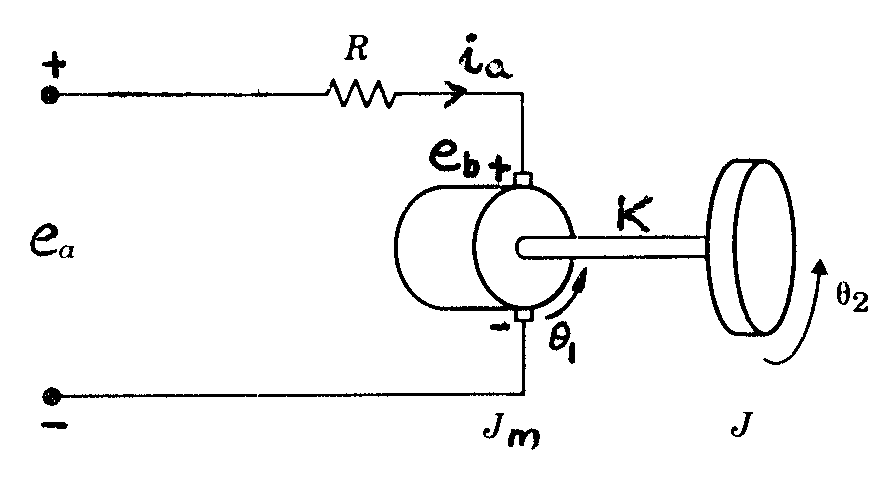 R
+
i_a
e_b +
K
e_a
θ_2
-
θ_1
-
J_m
J